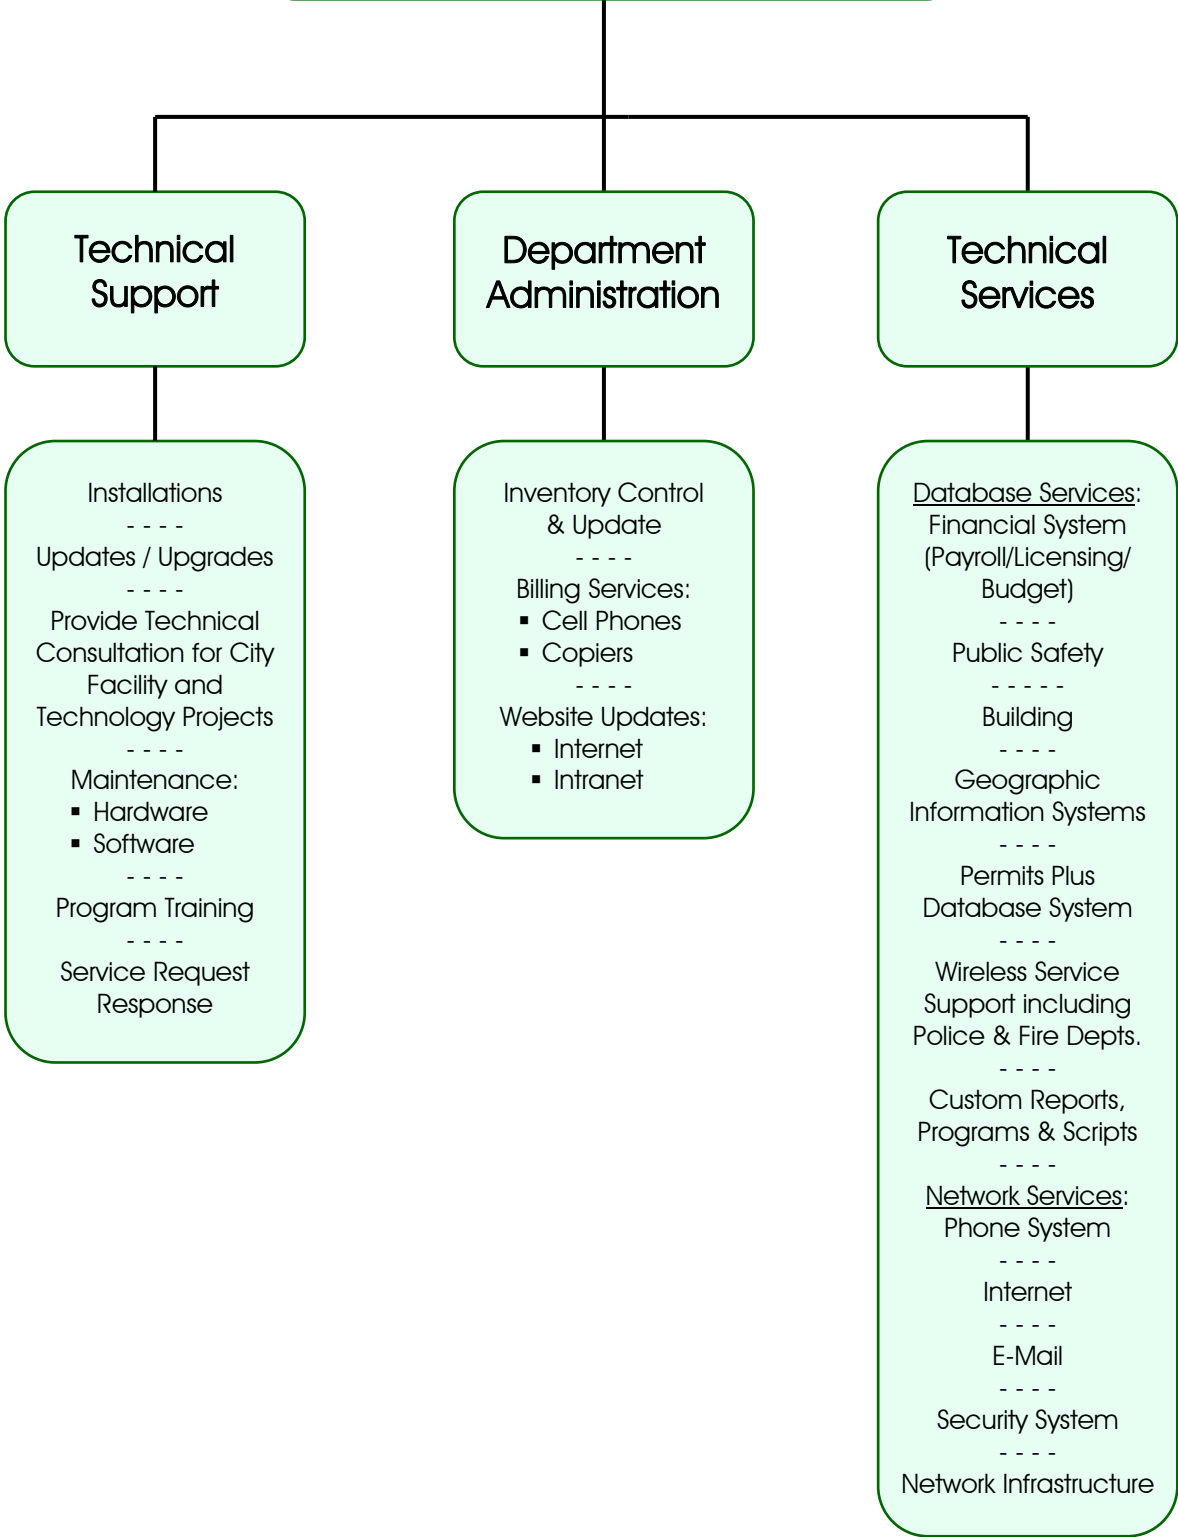 Technical
Support
Department
Administration
Technical
Services
Installations
- - - -
Updates / Upgrades
- - - -
Provide Technical
Consultation for City
Facility and
Technology Projects
- - - -
Maintenance:
▪ Hardware
▪ Software
- - - -
Program Training
- - - -
Service Request
Response
Inventory Control
& Update
- - - -
Billing Services:
▪ Cell Phones
▪ Copiers
- - - -
Website Updates:
▪ Internet
▪ Intranet
Database Services:
Financial System
(Payroll/Licensing/
Budget)
- - - -
Public Safety
- - - - -
Building
- - - -
Geographic
Information Systems
- - - -
Permits Plus
Database System
- - - -
Wireless Service
Support including
Police & Fire Depts.
- - - -
Custom Reports,
Programs & Scripts
- - - -
Network Services:
Phone System
- - - -
Internet
- - - -
E-Mail
- - - -
Security System
- - - -
Network Infrastructure